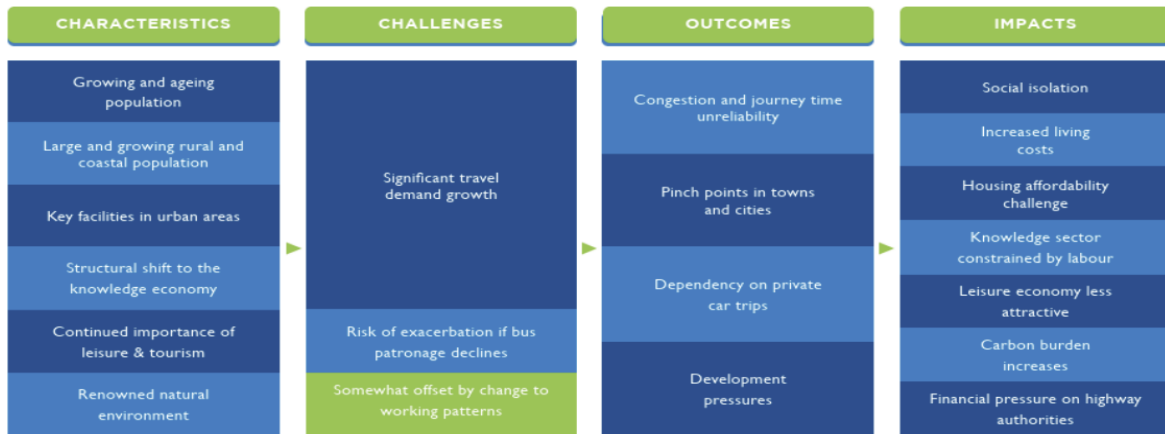 CHARACTERISTICS
Growing and ageing
population
Large and growing rural and
coastal population
Key facilities in urban areas
Structural shift to the
knowledge economy
Continued importance of
leisure & tourism
Renowned natural
environment
CHALLENGES
Significant travel
demand growth
Risk of exacerbation if bus
patronage declines
Somewhat offset by change to
working patterns
OUTCOMES
Congestion and journey time
unreliability
Pinch points in towns
and cities
Dependency on private
car trips
Development
pressures
IMPACTS
Social isolation
Increased living
costs
Housing affordability
challenge
Knowledge sector
constrained by labour
Leisure economy less
attractive
Carbon burden
increases
Financial pressure on highway
authorities